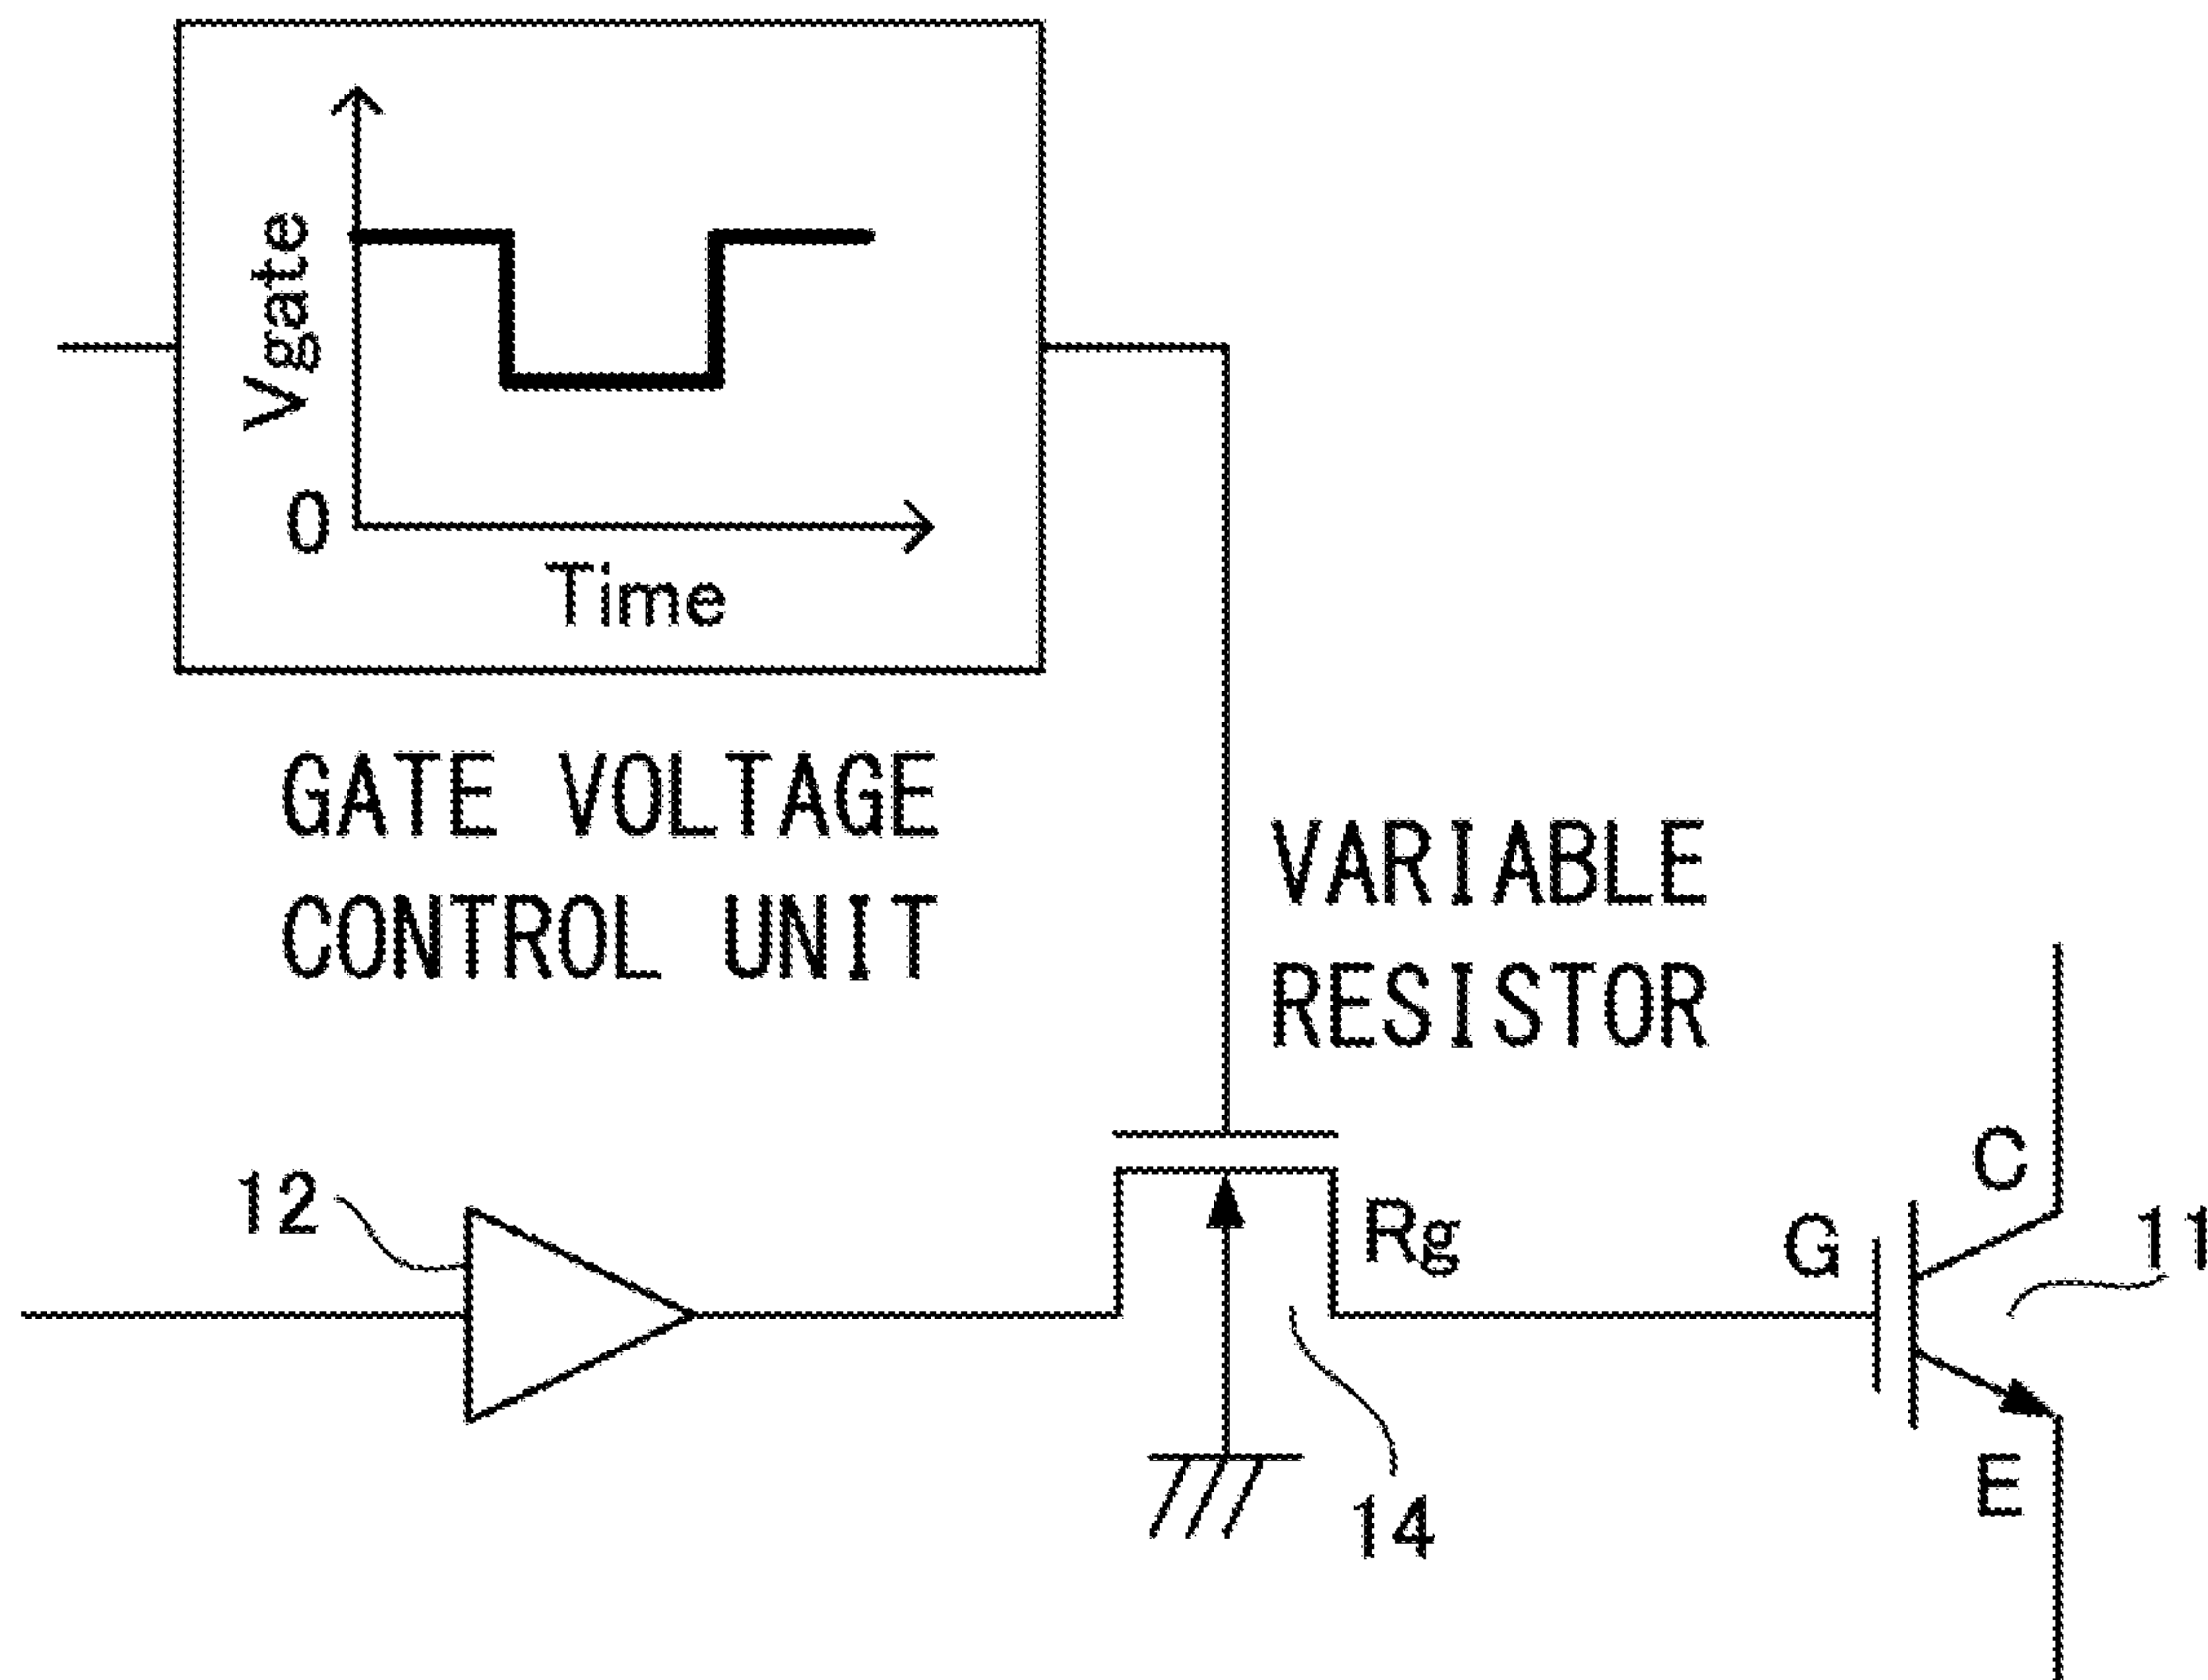 Vgate
0
Time
GATE VOLTAGE
CONTROL UNIT
VARIABLE
RESISTOR
12
Rg
G
C
11
E
14